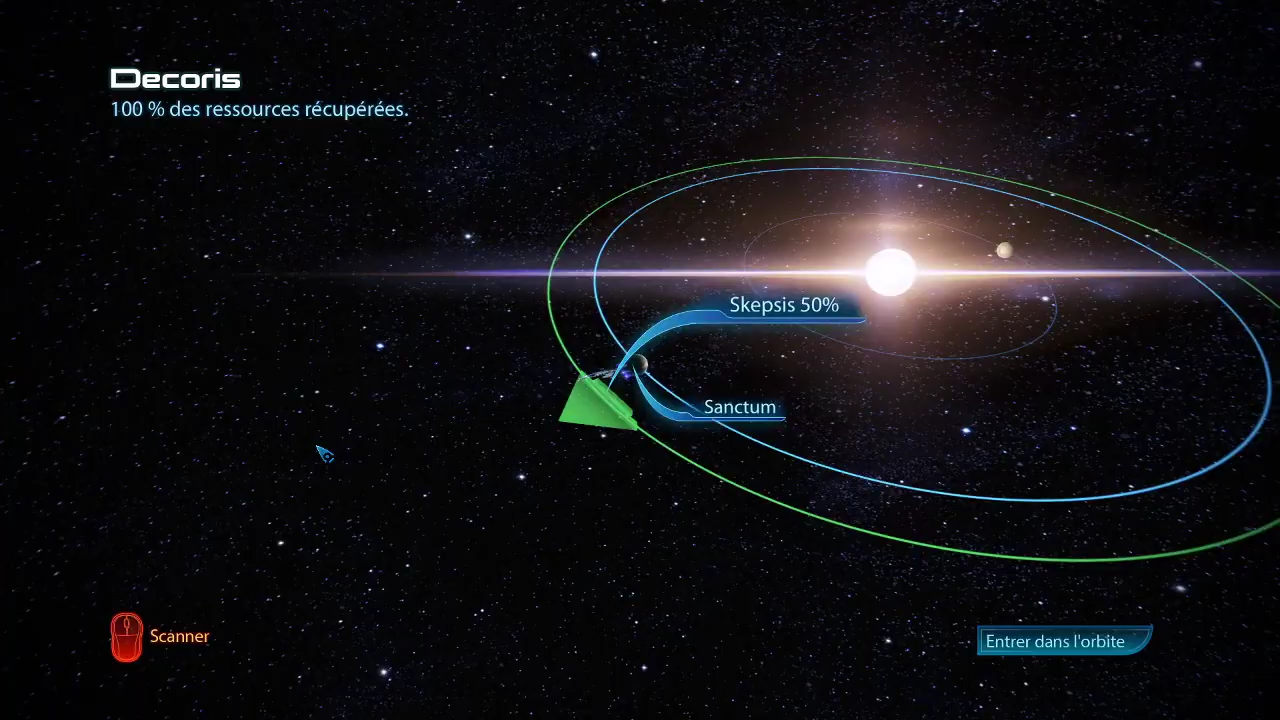 Decoris
100 % des ressources récupérées.
Skepsis 50%
Sanctum
Scanner
Entrer dans l'orbite